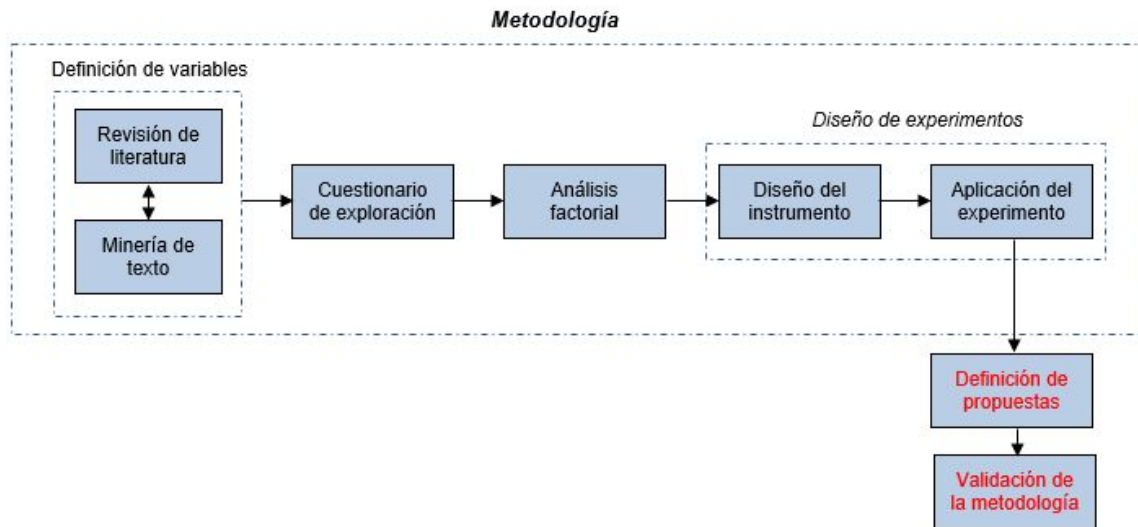 Metodología
Definición de variables
Revisión de
literatura
Minería de
texto
Cuestionario
de exploración
Análisis
factorial
Diseño de experimentos
Diseño del
instrumento
Aplicación del
experimento
Definición de
propuestas
Validación de
la metodología